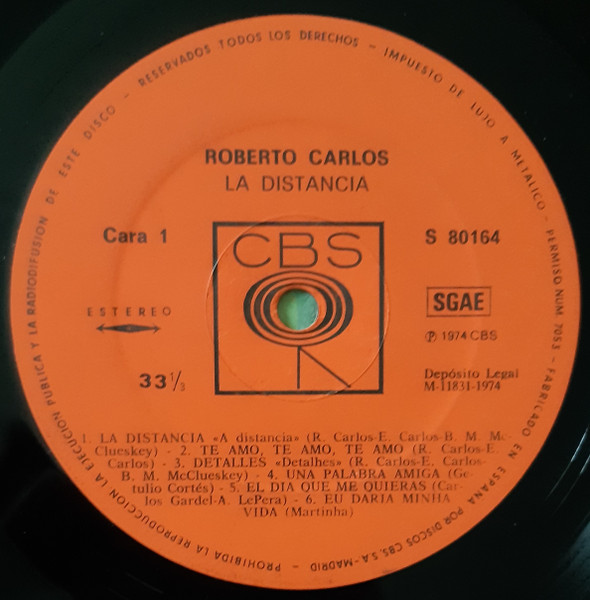 RESERVADOS TODOS LOS DERECHOS - IMPUESTO DE LUJO A METALICO - PERMISO NUM. 7053 - FABRICADO EN ESPAÑA POR DISCOS CBS, S.A. - MADRID - PROHIBIDA LA REPRODUCCION LA EJECUCION PUBLICA Y LA RADIODIFUSION DE ESTE DISCO -
ROBERTO CARLOS
LA DISTANCIA
Cara 1
S 80164
CBS
ESTEREO
SGAE
℗ 1974 CBS
33 1/3
Depósito Legal
M-11831-1974
1. LA DISTANCIA «A distancia» (R. Carlos-E. Carlos-B. M. Mc-
Clueskey) - 2. TE AMO, TE AMO, TE AMO (R. Carlos-E.
Carlos) - 3. DETALLES «Detalhes» (R. Carlos-E. Carlos-
B. M. McClueskey) - 4. UNA PALABRA AMIGA (Ge-
tulio Cortés) - 5. EL DIA QUE ME QUIERAS (Car-
los Gardel-A. LePera) - 6. EU DARIA MINHA
VIDA (Martinha)